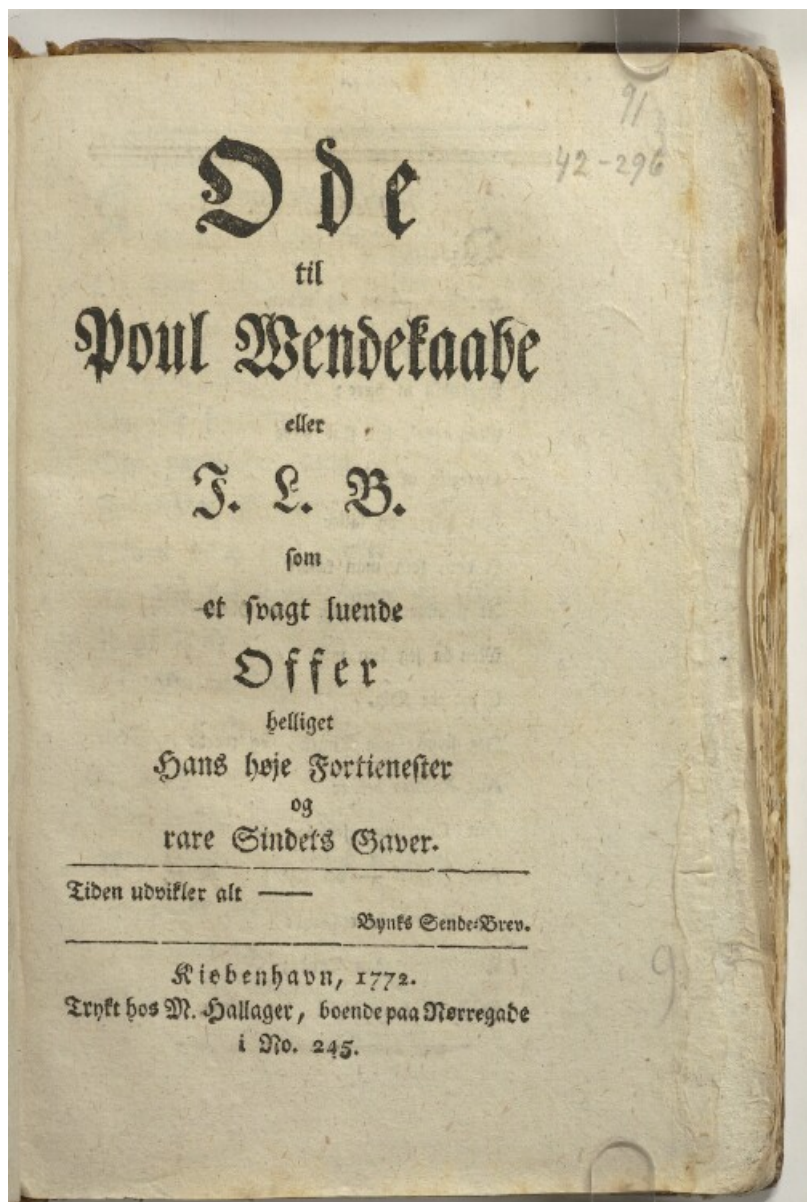 91
42-296
Ode
til
Poul Wendekaabe
eller
J. L. B.
som
et svagt luende
Offer
helliget
Hans høje Fortienester
og
rare Sindets Gaver.
Tiden udvikler alt ——
Bynks Sende-Brev.
Kiøbenhavn, 1772.
Trykt hos M. Hallager, boende paa Nørregade
i No. 245.
9